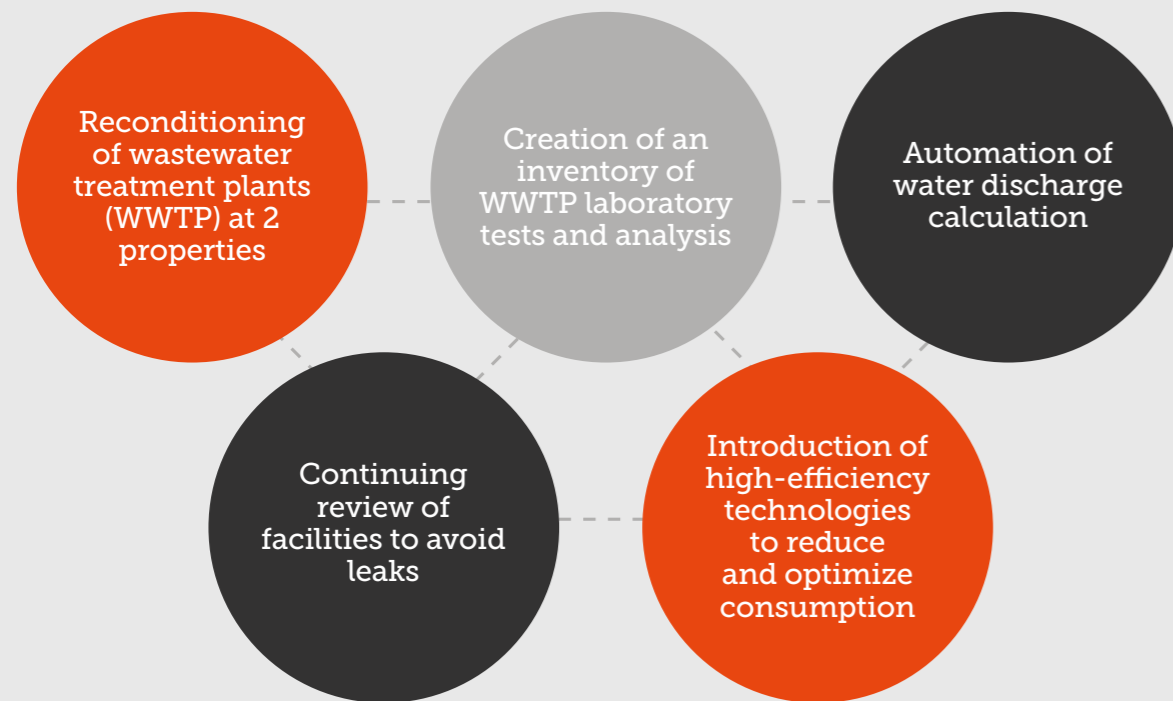 Reconditioning
of wastewater
treatment plants
(WWTP) at 2
properties
Creation of an
inventory of
WWTP laboratory
tests and analysis
Automation of
water discharge
calculation
Continuing
review of
facilities to avoid
leaks
Introduction of
high-efficiency
technologies
to reduce
and optimize
consumption